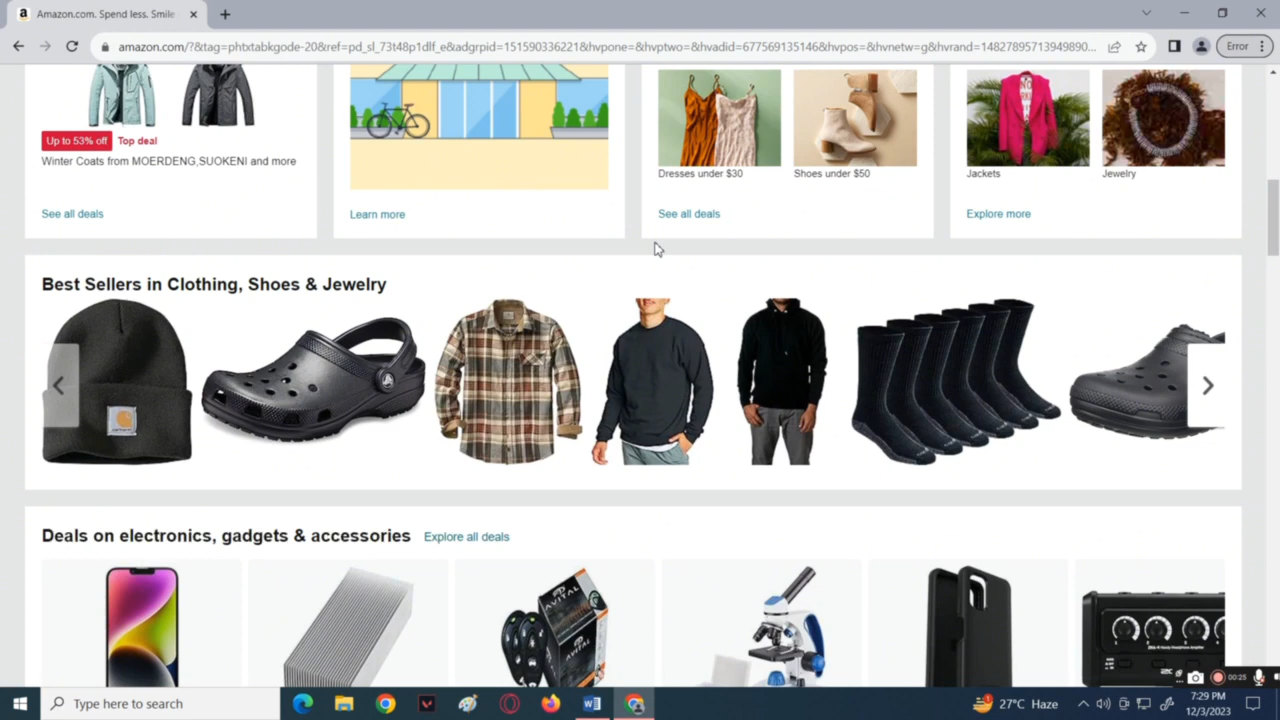 Amazon.com. Spend less. Smile
amazon.com/?&tag=phtxtabkgode-20&ref=pd_sl_73t48p1dlf_e&adgrpid=151590336221&hvpone=&hvptwo=&hvadid=677569135146&hvpos=&hvnetw=g&hvrand=14827895713949890...
Error
Up to 53% off Top deal
Winter Coats from MOERDENG,SUOKENI and more
See all deals
Learn more
Dresses under $30
Shoes under $50
See all deals
Jackets
Jewelry
Explore more
Best Sellers in Clothing, Shoes & Jewelry
Deals on electronics, gadgets & accessories Explore all deals
AVITAL
AVITAL
00:25
Type here to search
27°C Haze
7:29 PM
12/3/2023